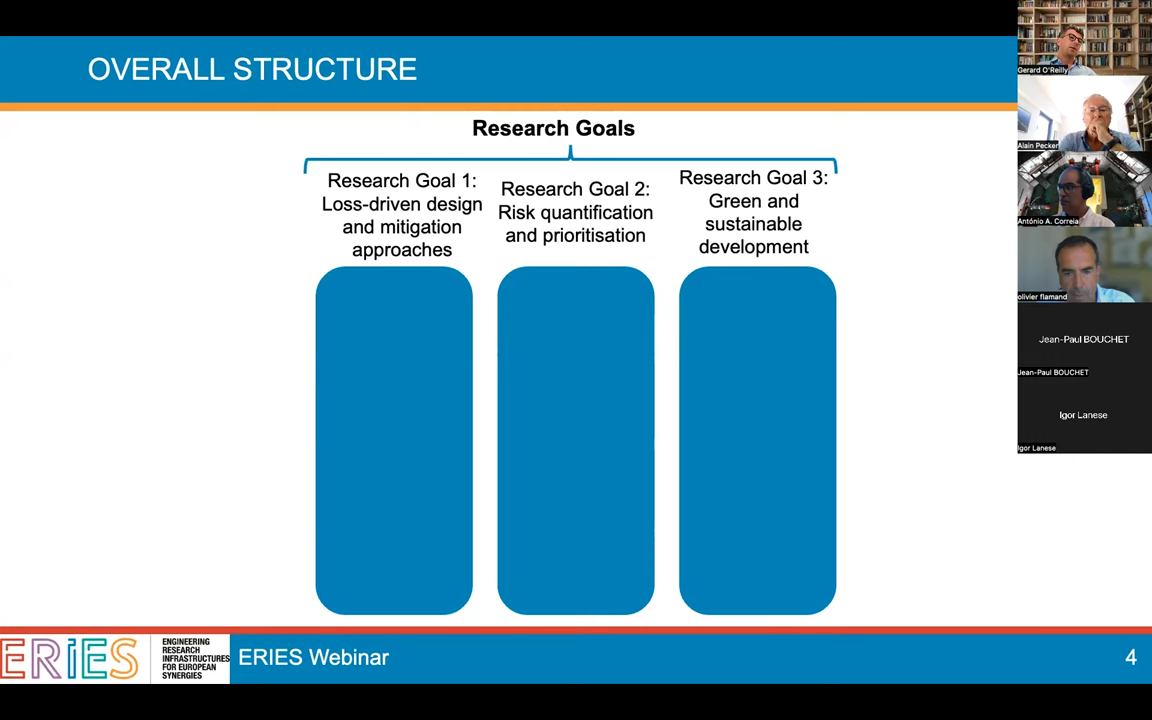 OVERALL STRUCTURE
Research Goals
Research Goal 1:
Loss-driven design
and mitigation
approaches
Research Goal 2:
Risk quantification
and prioritisation
Research Goal 3:
Green and
sustainable
development
ERIES
ENGINEERING
RESEARCH
INFRASTRUCTURES
FOR EUROPEAN
SYNERGIES
ERIES Webinar
4
Gerard O'Reilly
Alain Pecker
António A. Correia
olivier flamand
Jean-Paul BOUCHET
Jean-Paul BOUCHET
Igor Lanese
Igor Lanese